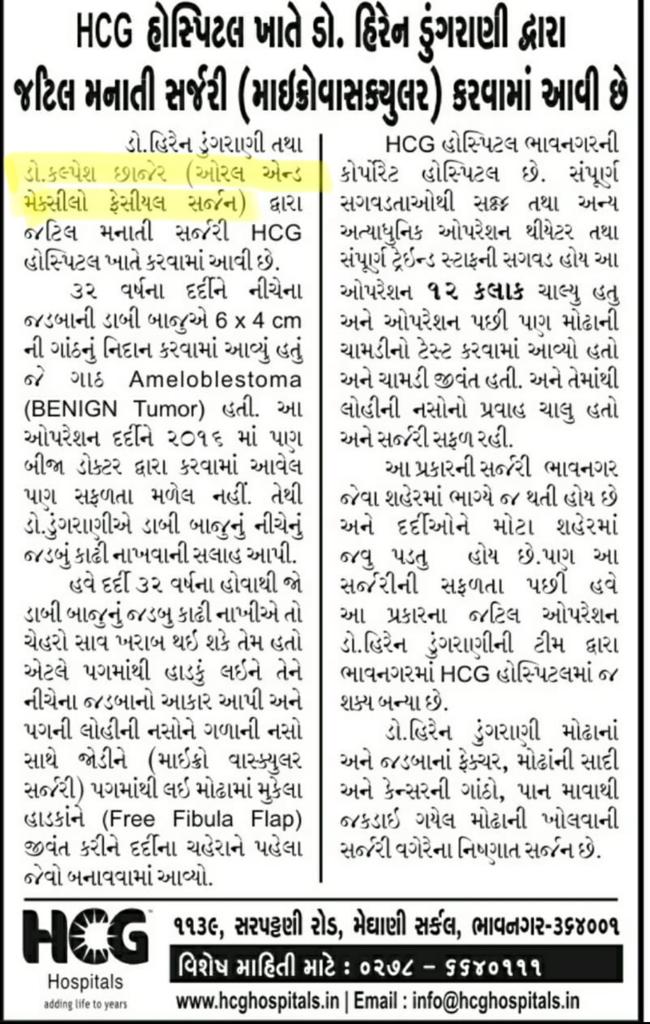 HCG હોસ્પિટલ ખાતે ડો. હિરેન ડુંગરાણી દ્વારા
જટિલ મનાતી સર્જરી (માઇક્રોવાસક્યુલર) કરવામાં આવી છે
ડો.હિરેન ડુંગરાણી તથા
ડો.કલ્પેશ છાજેર (ઓરલ એન્ડ
મેક્સીલો ફેસીયલ સર્જન) દ્વારા
જટિલ મનાતી સર્જરી HCG
હોસ્પિટલ ખાતે કરવામાં આવી છે.
૩૨ વર્ષના દર્દીને નીચેના
જડબાની ડાબી બાજુએ 6 x 4 cm
ની ગાંઠનું નિદાન કરવામાં આવ્યું હતું
જે ગાઠ Ameloblestoma
(BENIGN Tumor) હતી. આ
ઓપરેશન દર્દીને ૨૦૧૬ માં પણ
બીજા ડોક્ટર દ્વારા કરવામાં આવેલ
પણ સફળતા મળેલ નહીં. તેથી
ડો.ડુંગરાણીએ ડાબી બાજુનું નીચેનું
જડબું કાઢી નાખવાની સલાહ આપી.
હવે દર્દી ૩૨ વર્ષના હોવાથી જો
ડાબી બાજુનું જડબુ કાઢી નાખીએ તો
ચેહરો સાવ ખરાબ થઇ શકે તેમ હતો
એટલે પગમાંથી હાડકું લઇને તેને
નીચેના જડબાનો આકાર આપી અને
પગની લોહીની નસોને ગળાની નસો
સાથે જોડીને (માઇક્રો વાસ્ક્યુલર
સર્જરી) પગમાંથી લઇ મોઢામાં મુકેલા
હાડકાંને (Free Fibula Flap)
જીવંત કરીને દર્દીના ચહેરાને પહેલા
જેવો બનાવવામાં આવ્યો.
HCG હોસ્પિટલ ભાવનગરની
કોર્પોરેટ હોસ્પિટલ છે. સંપૂર્ણ
સગવડતાઓથી સજ્જ તથા અન્ય
અત્યાધુનિક ઓપરેશન થીયેટર તથા
સંપૂર્ણ ટ્રેઇન્ડ સ્ટાફની સગવડ હોય આ
ઓપરેશન ૧૨ કલાક ચાલ્યુ હતુ
અને ઓપરેશન પછી પણ મોઢાની
ચામડીનો ટેસ્ટ કરવામાં આવ્યો હતો
અને ચામડી જીવંત હતી. અને તેમાંથી
લોહીની નસોનો પ્રવાહ ચાલુ હતો
અને સર્જરી સફળ રહી.
આ પ્રકારની સર્જરી ભાવનગર
જેવા શહેરમાં ભાગ્યે જ થતી હોય છે
અને દર્દીઓને મોટા શહેરમાં
જવુ પડતુ હોય છે.પણ આ
સર્જરીની સફળતા પછી હવે
આ પ્રકારના જટિલ ઓપરેશન
ડો.હિરેન ડુંગરાણીની ટીમ દ્વારા
ભાવનગરમાં HCG હોસ્પિટલમાં જ
શક્ય બન્યા છે.
ડો.હિરેન ડુંગરાણી મોઢાનાં
અને જડબાનાં ફ્રેક્ચર, મોઢાંની સાદી
અને કેન્સરની ગાંઠો, પાન માવાથી
જકડાઇ ગયેલ મોઢાની ખોલવાની
સર્જરી વગેરેના નિષ્ણાત સર્જન છે.
HCG
Hospitals
adding life to years
૧૧૩૯, સરપટ્ટણી રોડ, મેઘાણી સર્કલ, ભાવનગર-૩૬૪૦૦૧
વિશેષ માહિતી માટે : ૦૨૭૮ – ૬૬૪૦૧૧૧
www.hcghospitals.in | Email : info@hcghospitals.in